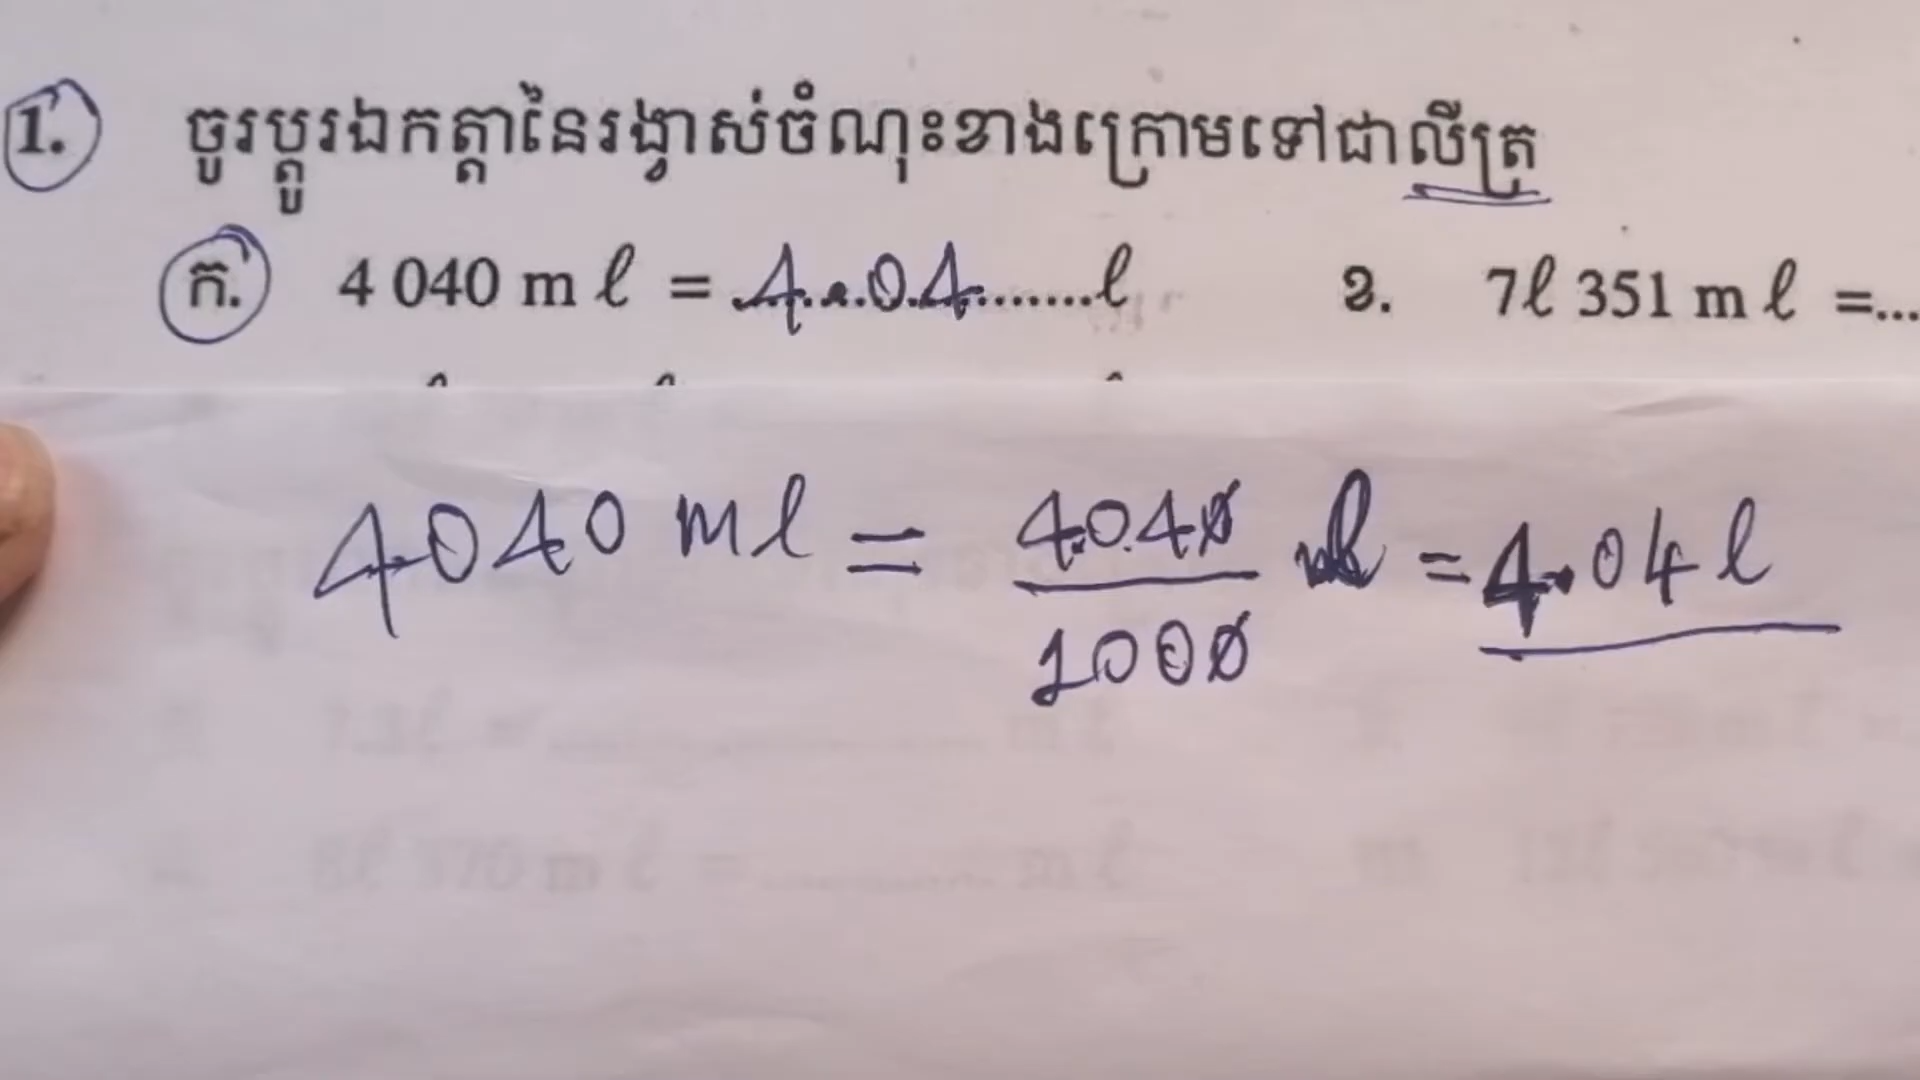 1. ចូរប្តូរឯកត្តានៃរង្វាស់ចំណុះខាងក្រោមទៅជាលីត្រ
ក. 4 040 m ℓ = 4.04 ℓ ខ. 7ℓ 351 m ℓ =...
4040 ml = 4040/1000 l = 4.04 l